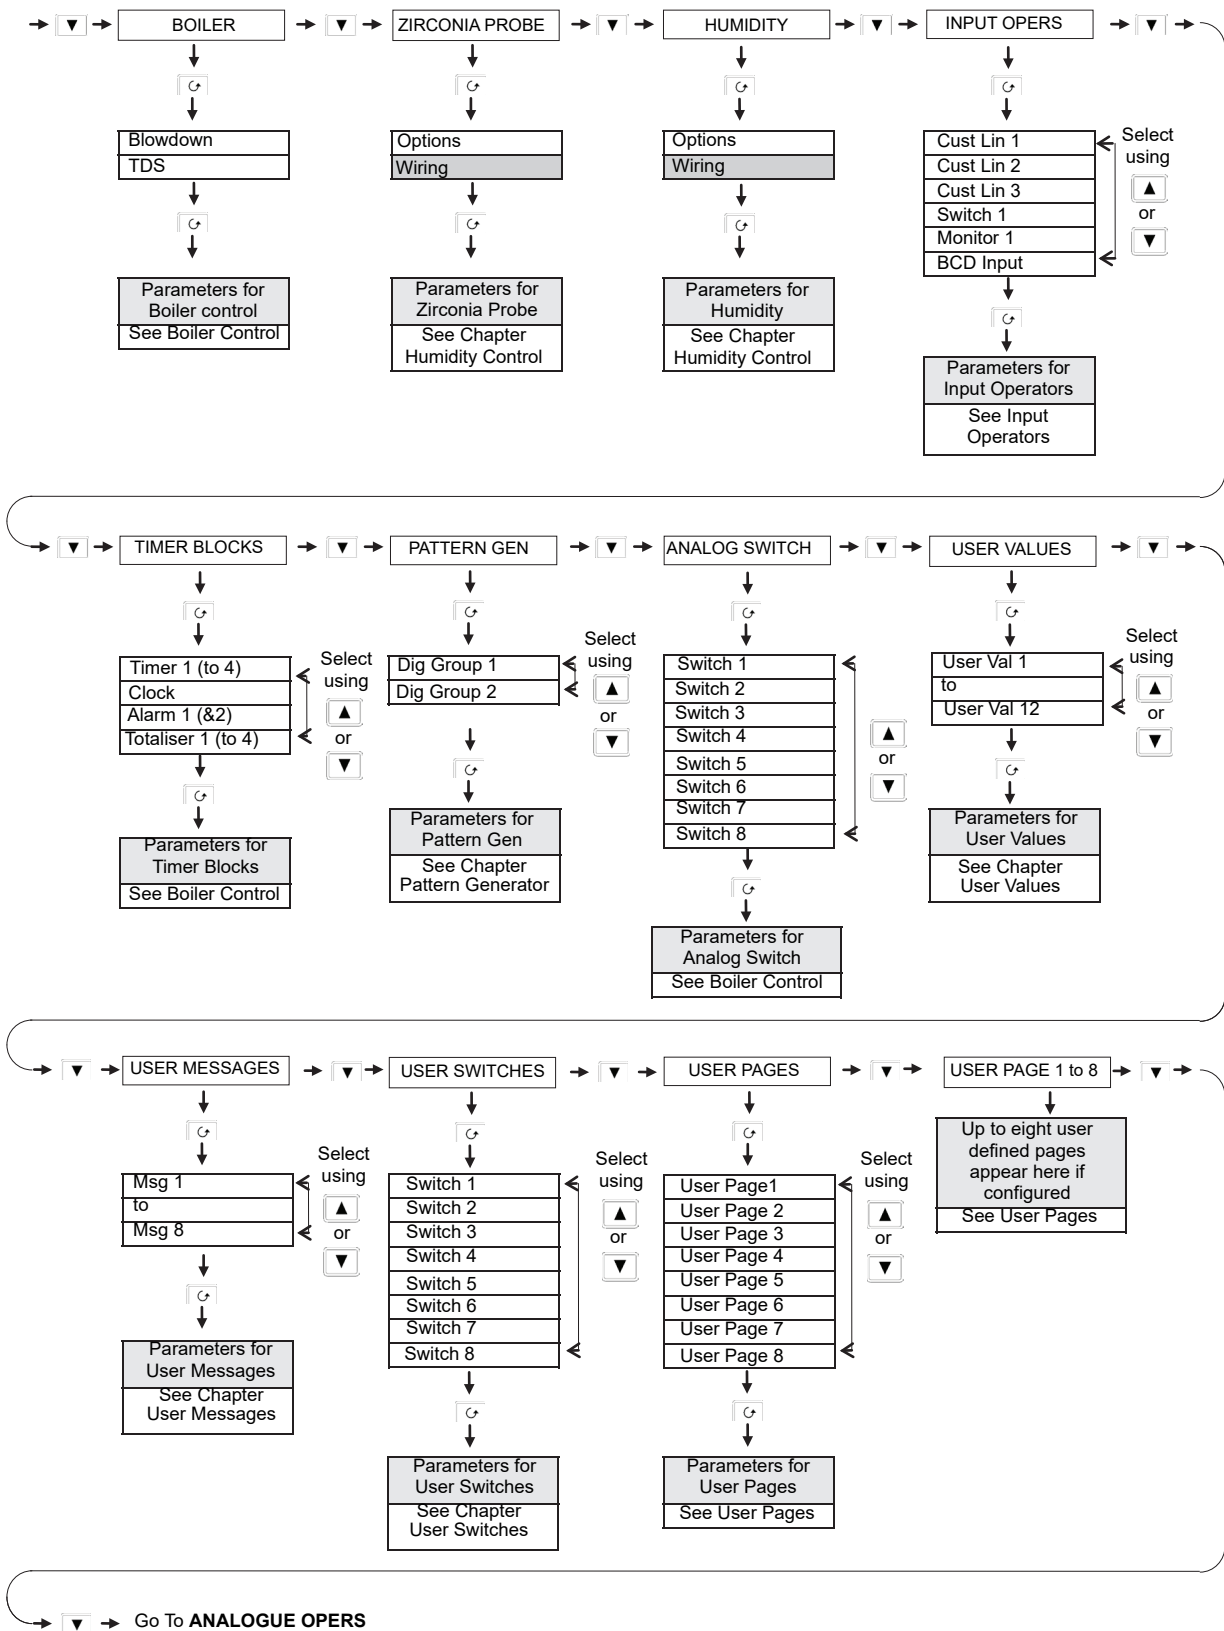 BOILER
ZIRCONIA PROBE
HUMIDITY
INPUT OPERS
Blowdown
TDS
Options
Wiring
Options
Wiring
Cust Lin 1
Cust Lin 2
Cust Lin 3
Switch 1
Monitor 1
BCD Input
Select
using
or
Parameters for
Boiler control
See Boiler Control
Parameters for
Zirconia Probe
See Chapter
Humidity Control
Parameters for
Humidity
See Chapter
Humidity Control
Parameters for
Input Operators
See Input
Operators
TIMER BLOCKS
PATTERN GEN
ANALOG SWITCH
USER VALUES
Timer 1 (to 4)
Clock
Alarm 1 (&2)
Totaliser 1 (to 4)
Select
using
or
Dig Group 1
Dig Group 2
Select
using
or
Switch 1
Switch 2
Switch 3
Switch 4
Switch 5
Switch 6
Switch 7
Switch 8
or
User Val 1
to
User Val 12
Select
using
or
Parameters for
Timer Blocks
See Boiler Control
Parameters for
Pattern Gen
See Chapter
Pattern Generator
Parameters for
Analog Switch
See Boiler Control
Parameters for
User Values
See Chapter
User Values
USER MESSAGES
USER SWITCHES
USER PAGES
USER PAGE 1 to 8
Msg 1
to
Msg 8
Select
using
or
Switch 1
Switch 2
Switch 3
Switch 4
Switch 5
Switch 6
Switch 7
Switch 8
Select
using
or
User Page1
User Page 2
User Page 3
User Page 4
User Page 5
User Page 6
User Page 7
User Page 8
Select
using
or
Up to eight user
defined pages
appear here if
configured
See User Pages
Parameters for
User Messages
See Chapter
User Messages
Parameters for
User Switches
See Chapter
User Switches
Parameters for
User Pages
See User Pages
Go To ANALOGUE OPERS